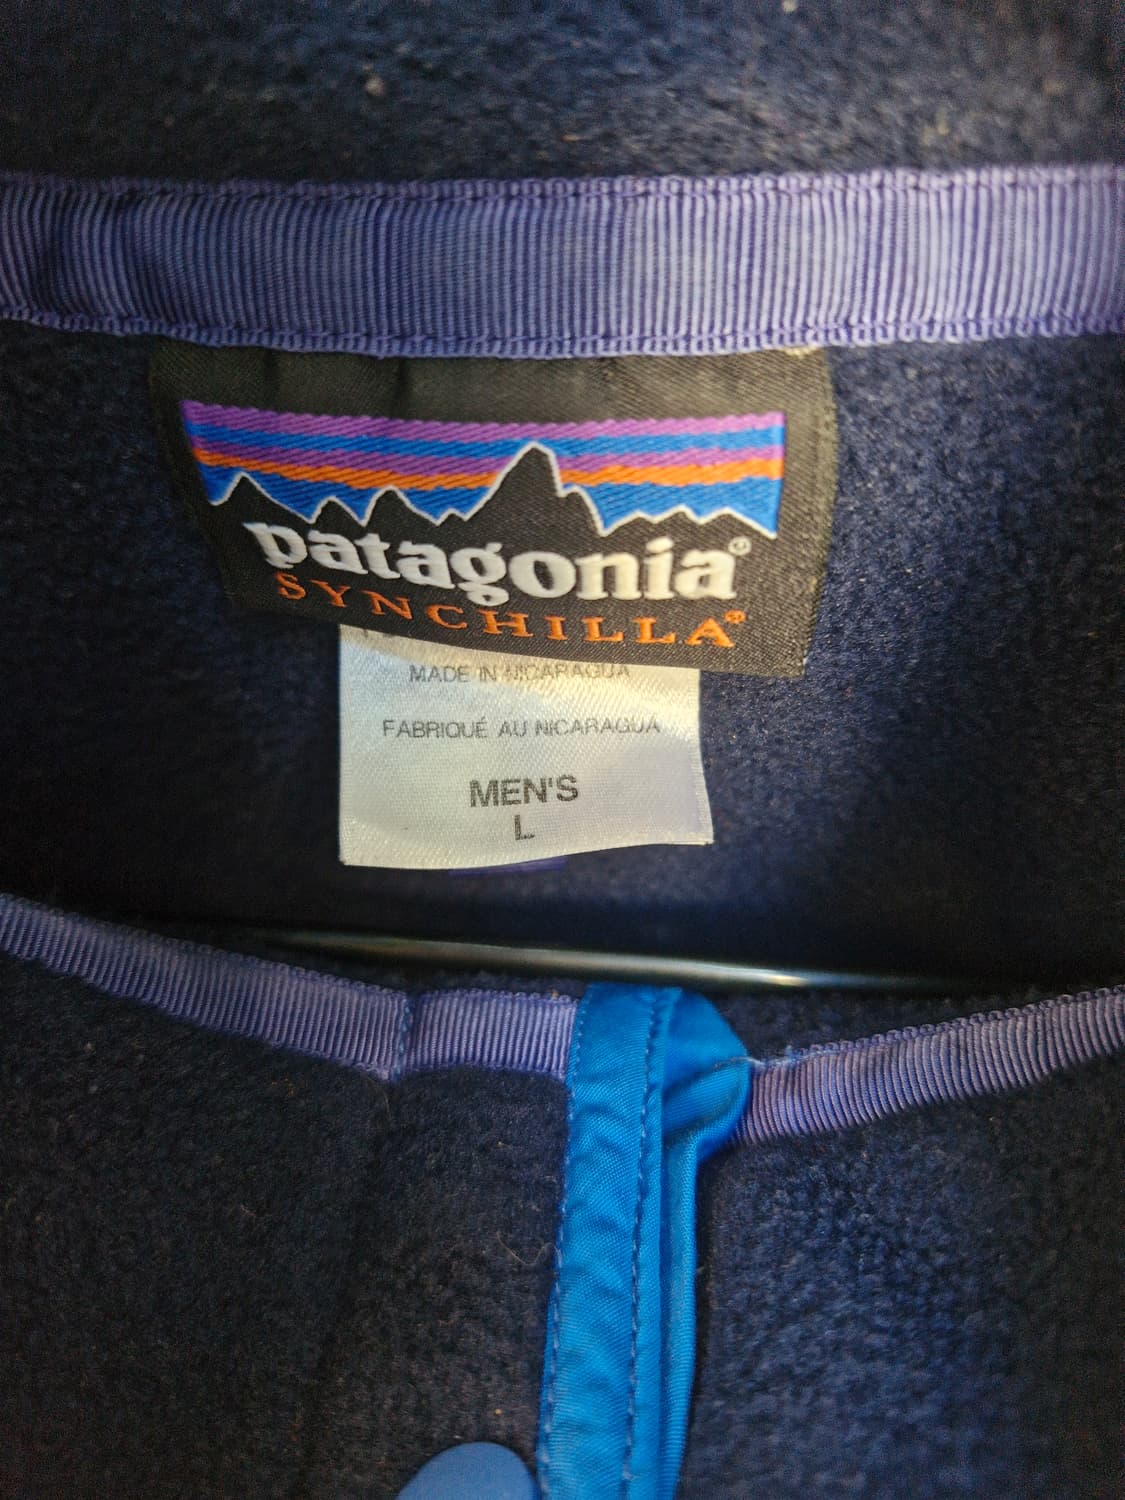 patagonia®
SYNCHILLA®
MADE IN NICARAGUA
FABRIQUÉ AU NICARAGUA
MEN'S
L